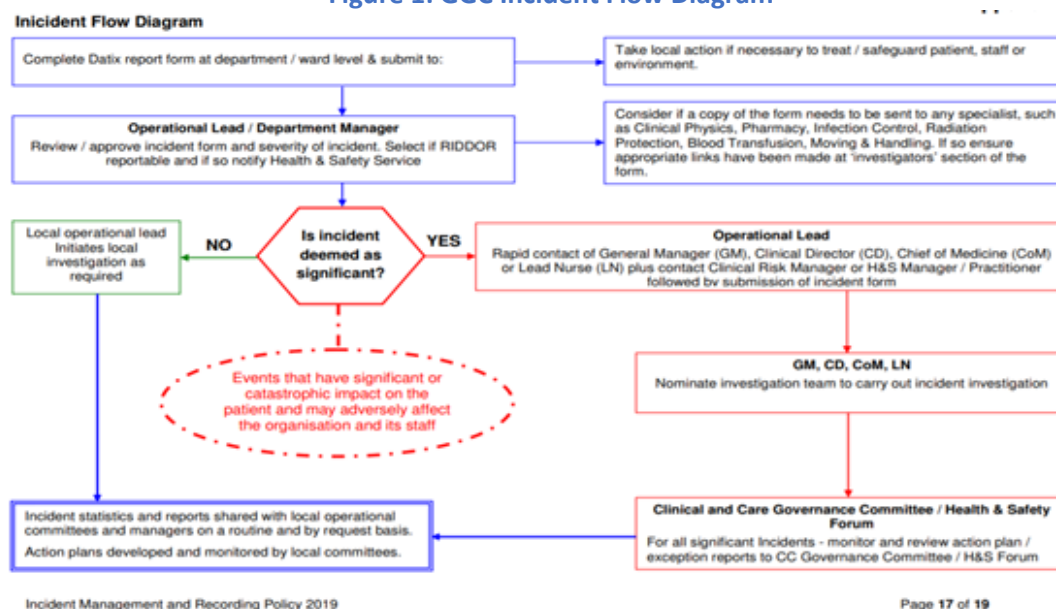 Figure 1: GGC Incident Flow Diagram
Incident Flow Diagram
Complete Datix report form at department / ward level & submit to:
Take local action if necessary to treat / safeguard patient, staff or
environment.
Operational Lead / Department Manager
Review / approve incident form and severity of incident. Select if RIDDOR
reportable and if so notify Health & Safety Service
Consider if a copy of the form needs to be sent to any specialist, such
as Clinical Physics, Pharmacy, Infection Control, Radiation
Protection, Blood Transfusion, Moving & Handling. If so ensure
appropriate links have been made at 'investigators' section of the
form.
Local operational lead
Initiates local
investigation as
required
NO
Is incident
deemed as
significant?
YES
Operational Lead
Rapid contact of General Manager (GM), Clinical Director (CD), Chief of Medicine (CoM)
or Lead Nurse (LN) plus contact Clinical Risk Manager or H&S Manager / Practitioner
followed by submission of incident form
Events that have significant or
catastrophic impact on the
patient and may adversely affect
the organisation and its staff
GM, CD, CoM, LN
Nominate investigation team to carry out incident investigation
Incident statistics and reports shared with local operational
committees and managers on a routine and by request basis.
Action plans developed and monitored by local committees.
Clinical and Care Governance Committee / Health & Safety
Forum
For all significant Incidents - monitor and review action plan /
exception reports to CC Governance Committee / H&S Forum
Incident Management and Recording Policy 2019
Page 17 of 19